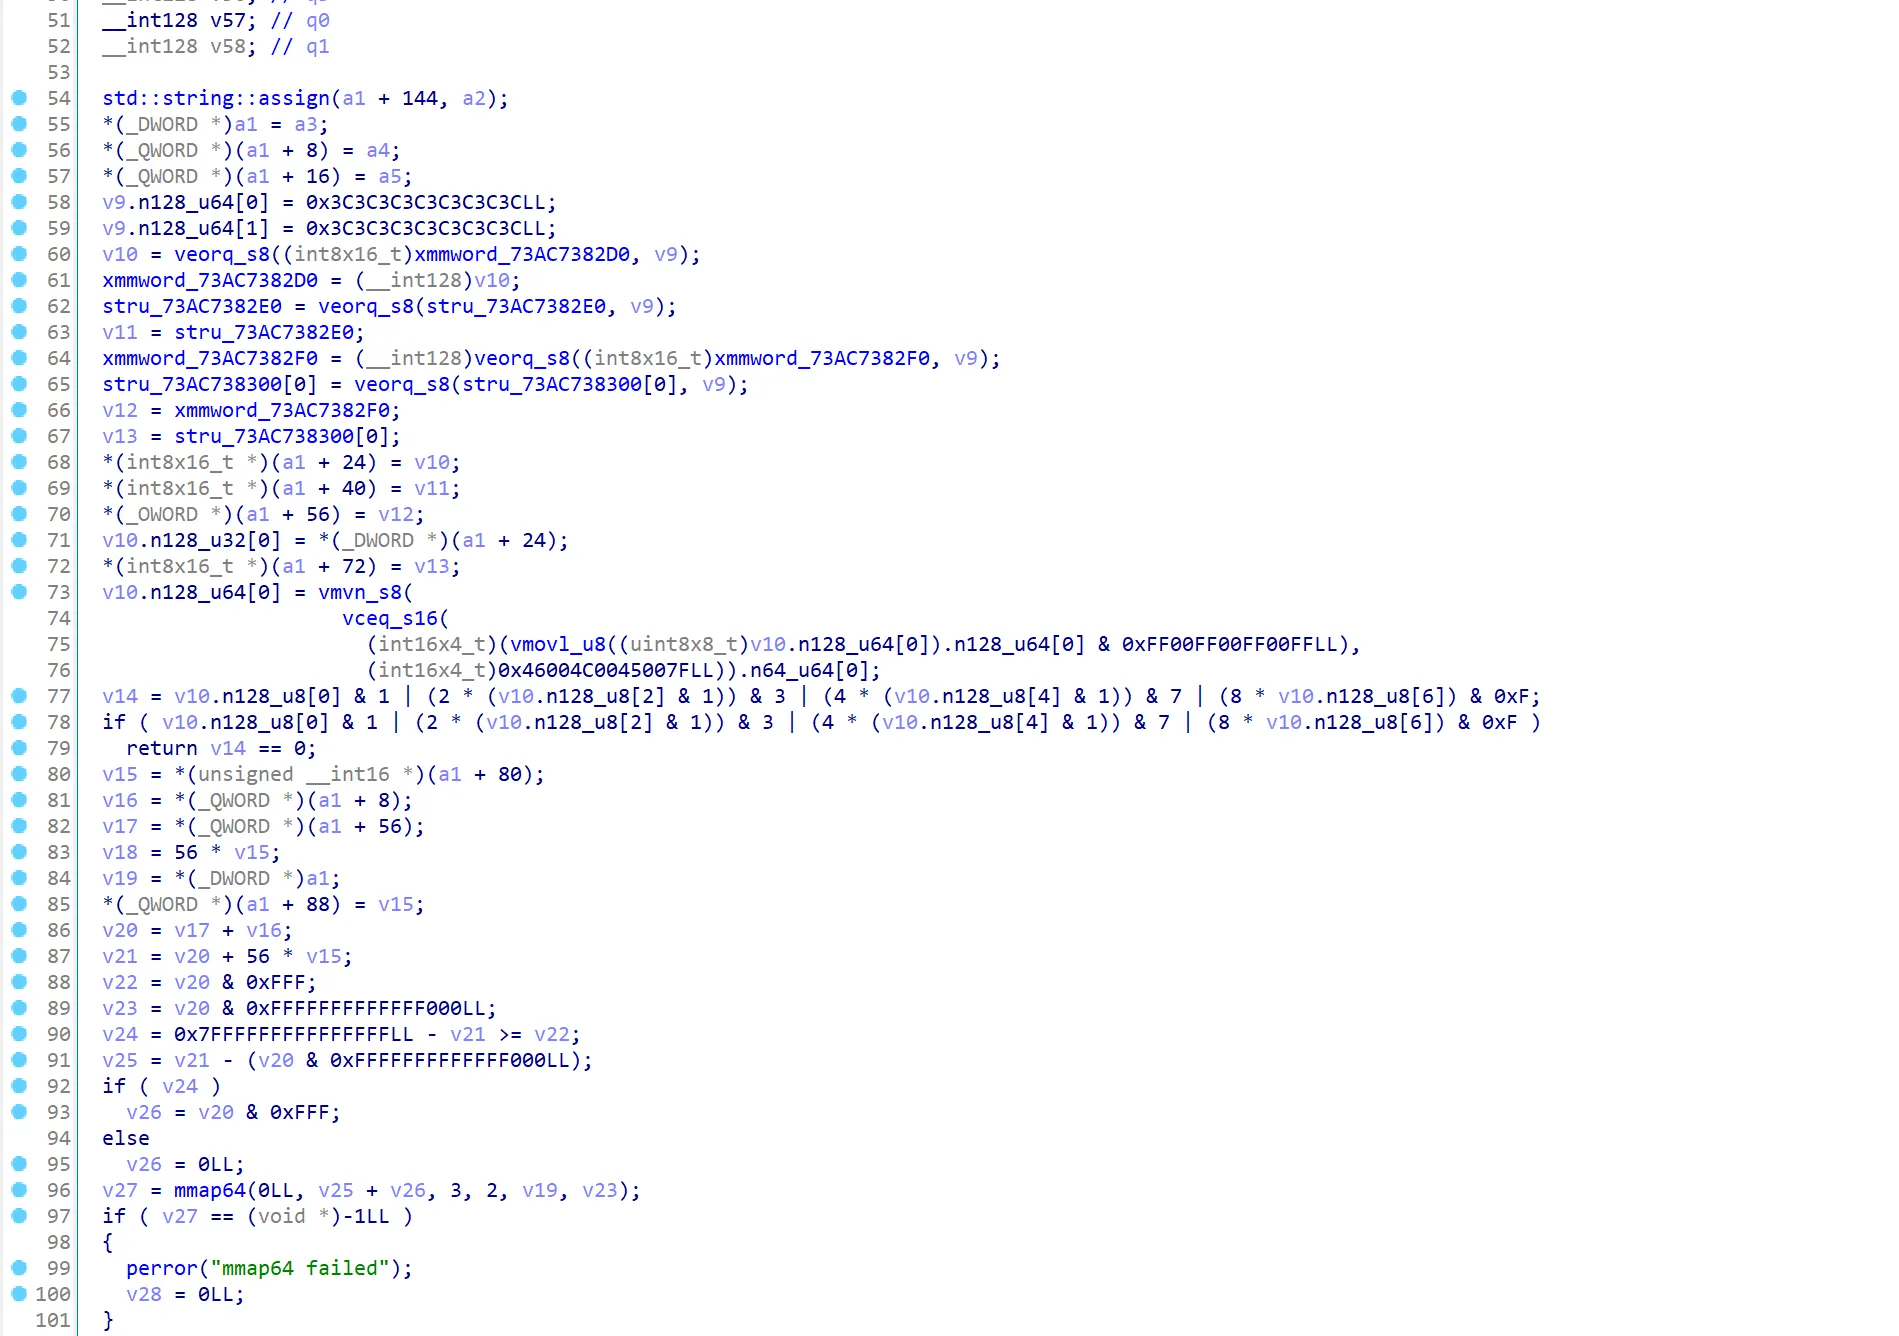 51 __int128 v57; // q0
52 __int128 v58; // q1
53
54 std::string::assign(a1 + 144, a2);
55 *(_DWORD *)a1 = a3;
56 *(_QWORD *)(a1 + 8) = a4;
57 *(_QWORD *)(a1 + 16) = a5;
58 v9.n128_u64[0] = 0x3C3C3C3C3C3C3C3CLL;
59 v9.n128_u64[1] = 0x3C3C3C3C3C3C3C3CLL;
60 v10 = veorq_s8((int8x16_t)xmmword_73AC7382D0, v9);
61 xmmword_73AC7382D0 = (__int128)v10;
62 stru_73AC7382E0 = veorq_s8(stru_73AC7382E0, v9);
63 v11 = stru_73AC7382E0;
64 xmmword_73AC7382F0 = (__int128)veorq_s8((int8x16_t)xmmword_73AC7382F0, v9);
65 stru_73AC738300[0] = veorq_s8(stru_73AC738300[0], v9);
66 v12 = xmmword_73AC7382F0;
67 v13 = stru_73AC738300[0];
68 *(int8x16_t *)(a1 + 24) = v10;
69 *(int8x16_t *)(a1 + 40) = v11;
70 *(_OWORD *)(a1 + 56) = v12;
71 v10.n128_u32[0] = *(_DWORD *)(a1 + 24);
72 *(int8x16_t *)(a1 + 72) = v13;
73 v10.n128_u64[0] = vmvn_s8(
74 vceq_s16(
75 (int16x4_t)(vmovl_u8((uint8x8_t)v10.n128_u64[0]).n128_u64[0] & 0xFF00FF00FF00FFLL),
76 (int16x4_t)0x46004C0045007FLL)).n64_u64[0];
77 v14 = v10.n128_u8[0] & 1 | (2 * (v10.n128_u8[2] & 1)) & 3 | (4 * (v10.n128_u8[4] & 1)) & 7 | (8 * v10.n128_u8[6]) & 0xF;
78 if ( v10.n128_u8[0] & 1 | (2 * (v10.n128_u8[2] & 1)) & 3 | (4 * (v10.n128_u8[4] & 1)) & 7 | (8 * v10.n128_u8[6]) & 0xF )
79 return v14 == 0;
80 v15 = *(unsigned __int16 *)(a1 + 80);
81 v16 = *(_QWORD *)(a1 + 8);
82 v17 = *(_QWORD *)(a1 + 56);
83 v18 = 56 * v15;
84 v19 = *(_DWORD *)a1;
85 *(_QWORD *)(a1 + 88) = v15;
86 v20 = v17 + v16;
87 v21 = v20 + 56 * v15;
88 v22 = v20 & 0xFFF;
89 v23 = v20 & 0xFFFFFFFFFFFFF000LL;
90 v24 = 0x7FFFFFFFFFFFFFFFLL - v21 >= v22;
91 v25 = v21 - (v20 & 0xFFFFFFFFFFFFF000LL);
92 if ( v24 )
93 v26 = v20 & 0xFFF;
94 else
95 v26 = 0LL;
96 v27 = mmap64(0LL, v25 + v26, 3, 2, v19, v23);
97 if ( v27 == (void *)-1LL )
98 {
99 perror("mmap64 failed");
100 v28 = 0LL;
101 }